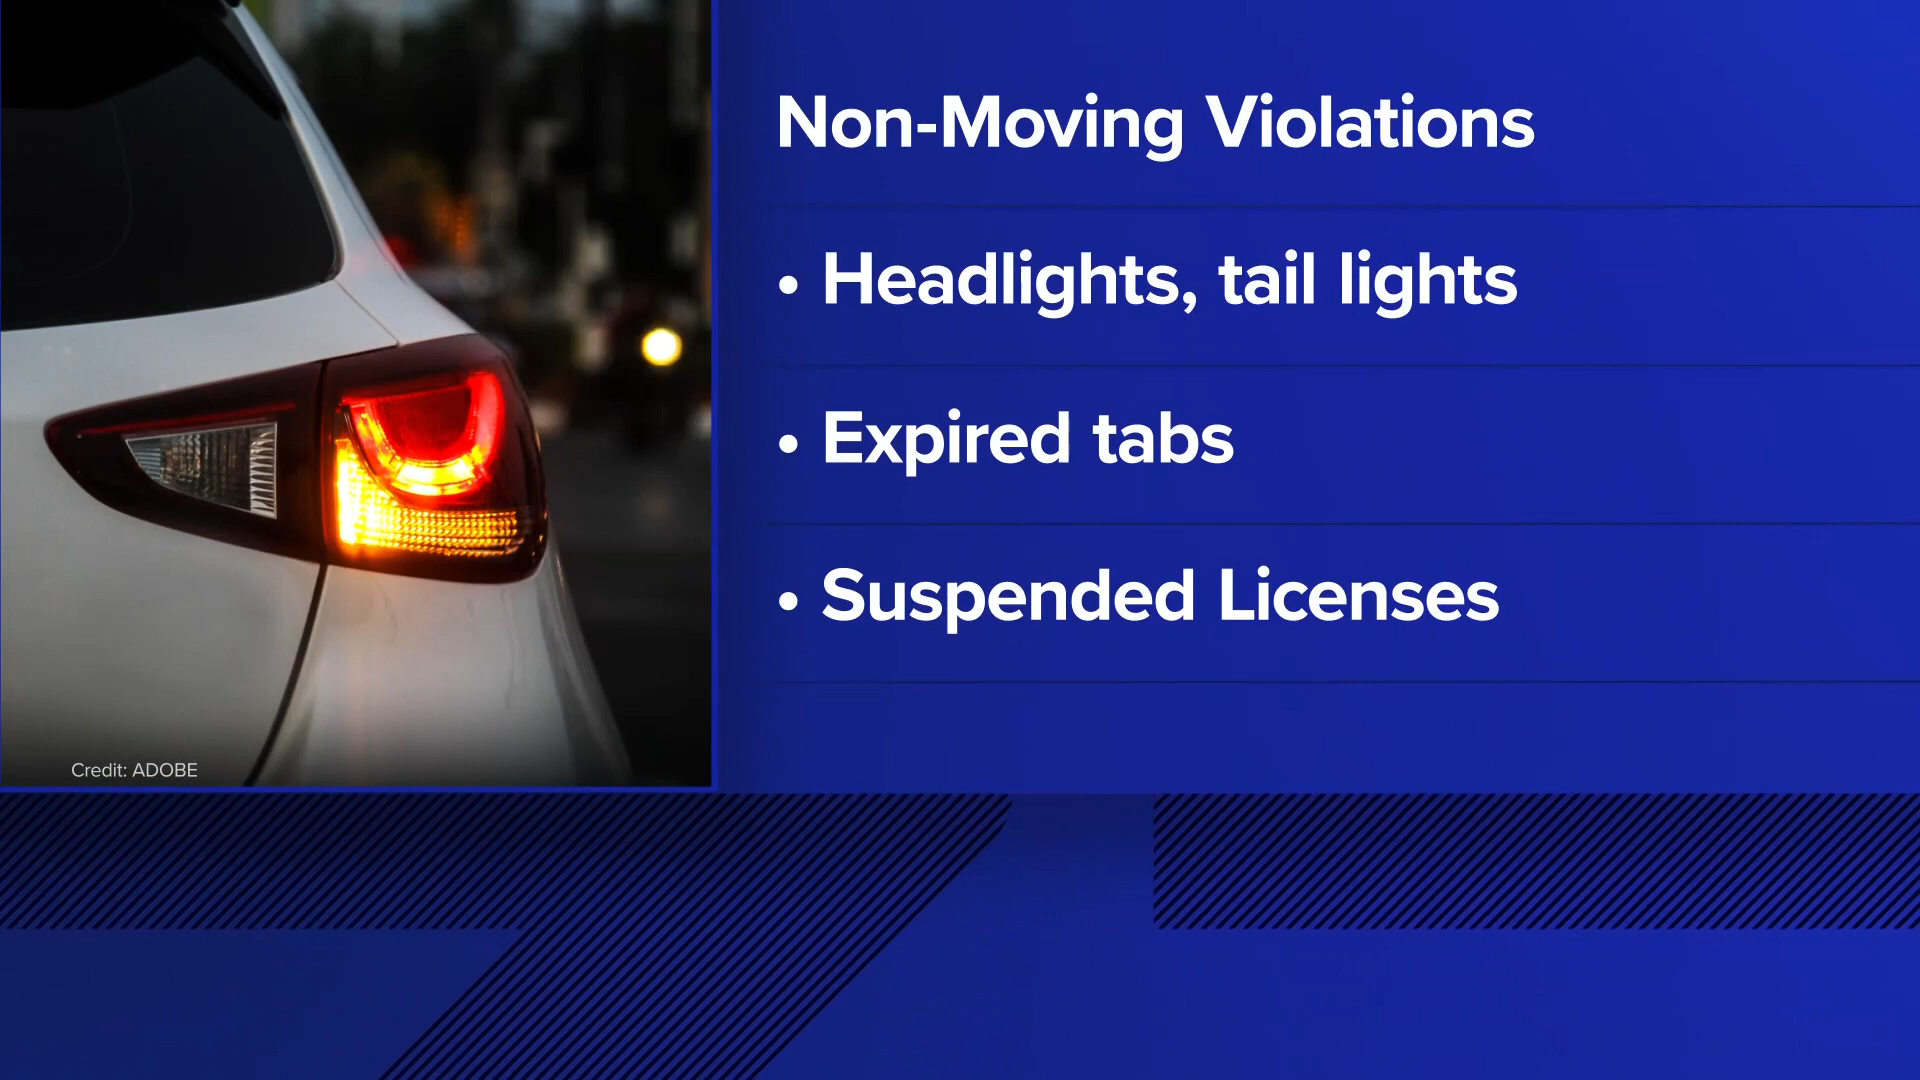 Non-Moving Violations
• Headlights, tail lights
• Expired tabs
• Suspended Licenses
Credit: ADOBE